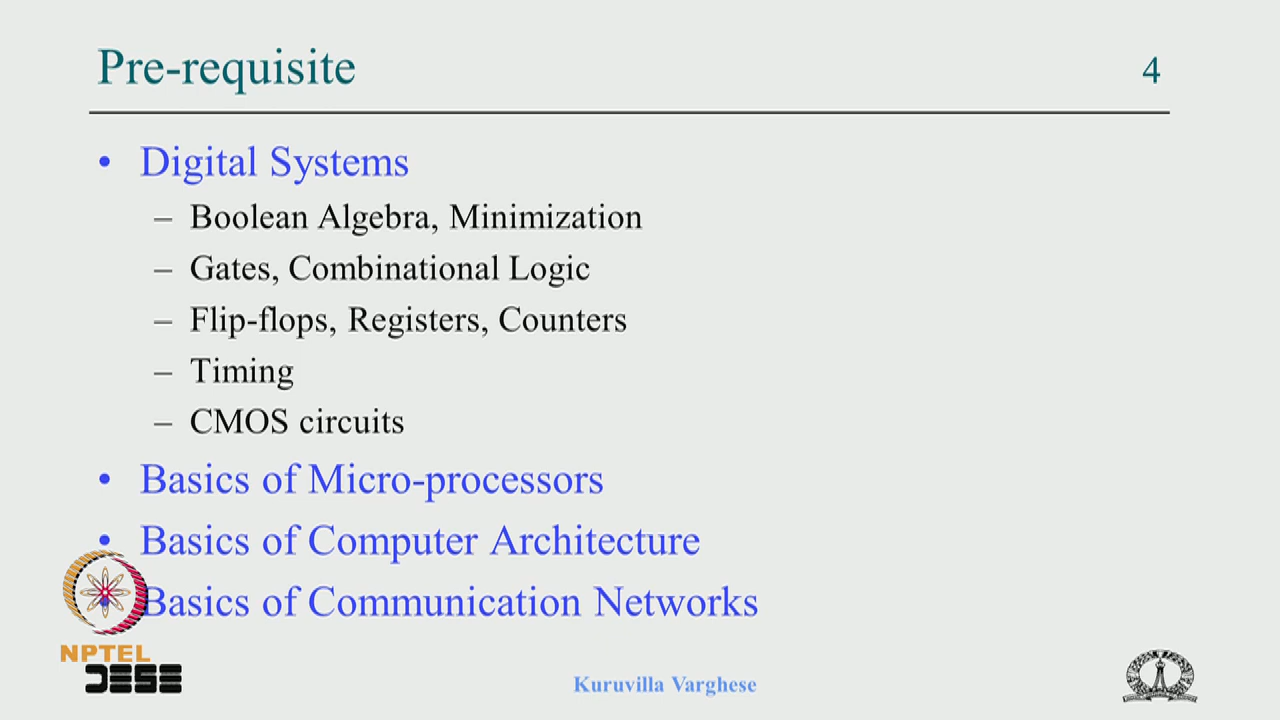 Pre-requisite 4
• Digital Systems
– Boolean Algebra, Minimization
– Gates, Combinational Logic
– Flip-flops, Registers, Counters
– Timing
– CMOS circuits
• Basics of Micro-processors
• Basics of Computer Architecture
• Basics of Communication Networks
NPTEL
DESE
Kuruvilla Varghese